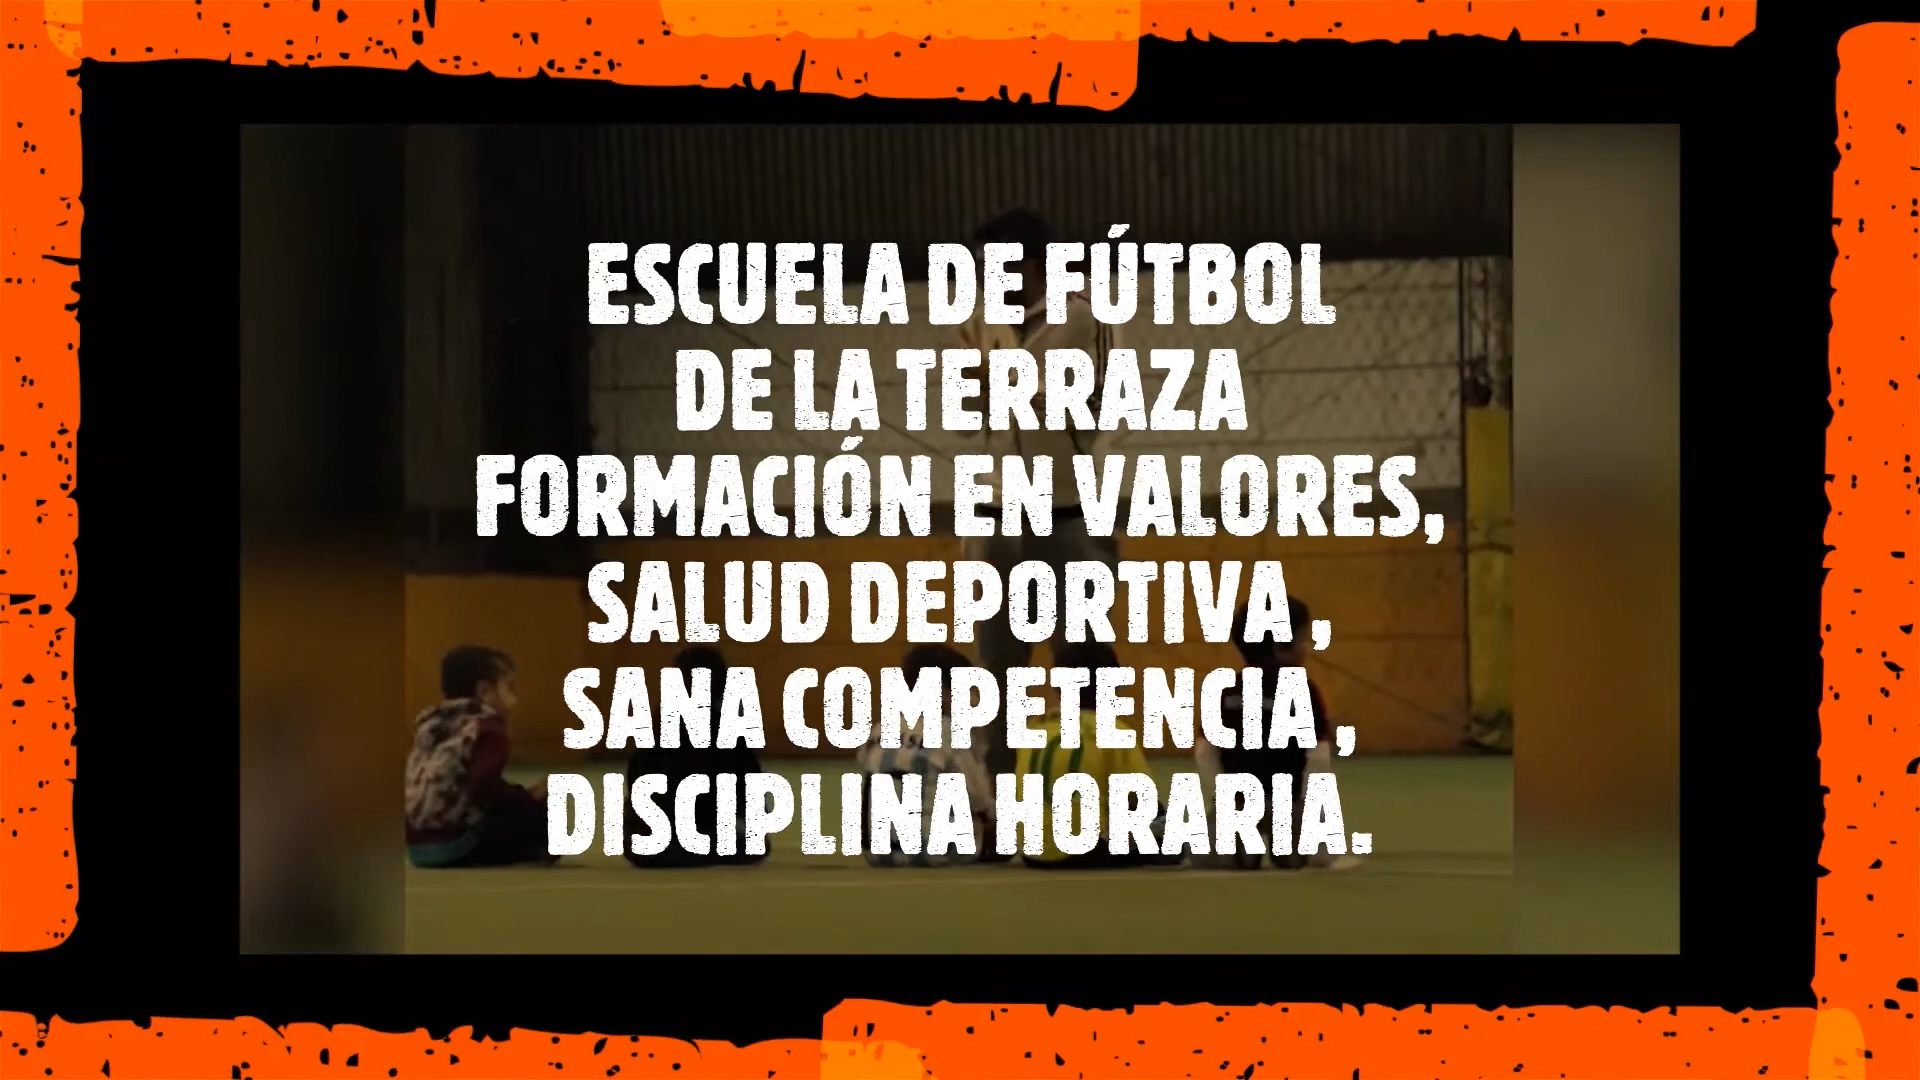 ESCUELA DE FÚTBOL
DE LA TERRAZA
FORMACIÓN EN VALORES,
SALUD DEPORTIVA ,
SANA COMPETENCIA ,
DISCIPLINA HORARIA.